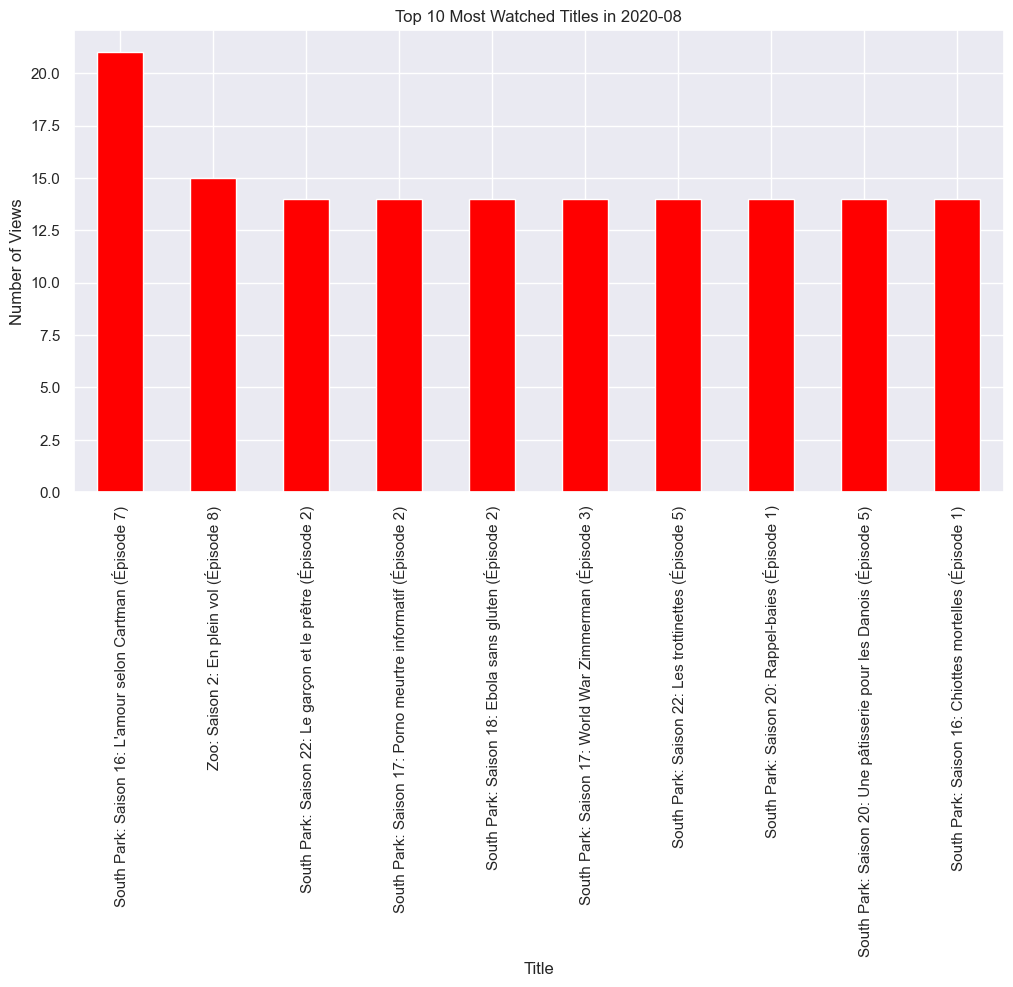 Top 10 Most Watched Titles in 2020-08
Number of Views
20.0
17.5
15.0
12.5
10.0
7.5
5.0
2.5
0.0
South Park: Saison 16: L'amour selon Cartman (Épisode 7)
Zoo: Saison 2: En plein vol (Épisode 8)
South Park: Saison 22: Le garçon et le prêtre (Épisode 2)
South Park: Saison 17: Porno meurtre informatif (Épisode 2)
South Park: Saison 18: Ebola sans gluten (Épisode 2)
South Park: Saison 17: World War Zimmerman (Épisode 3)
South Park: Saison 22: Les trottinettes (Épisode 5)
South Park: Saison 20: Rappel-baies (Épisode 1)
South Park: Saison 20: Une pâtisserie pour les Danois (Épisode 5)
South Park: Saison 16: Chiottes mortelles (Épisode 1)
Title